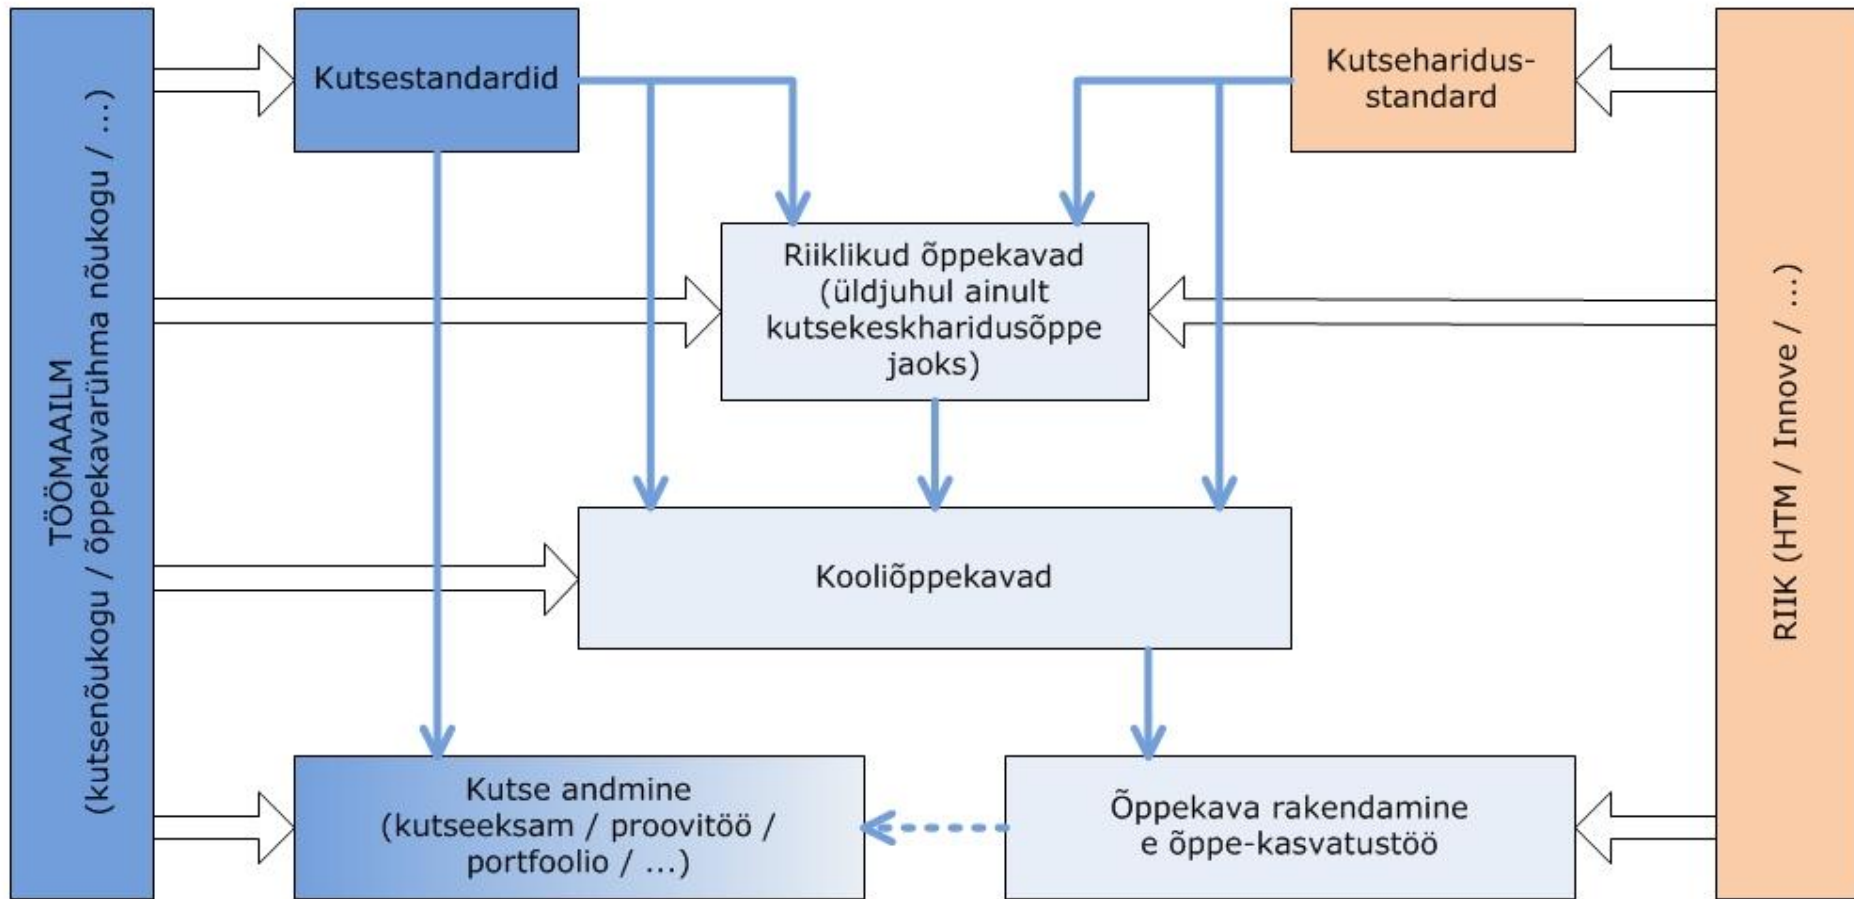 TÖÖMAAILM
(kutsenõukogu / õppekavarühma nõukogu / ...)
Kutsestandardid
Kutseharidus-
standard
Riiklikud õppekavad
(üldjuhul ainult
kutsekeskharidusõppe
jaoks)
Kooliõppekavad
Kutse andmine
(kutseeksam / proovitöö /
portfoolio / ...)
Õppekava rakendamine
e õppe-kasvatustöö
RIIK (HTM / Innove / ...)